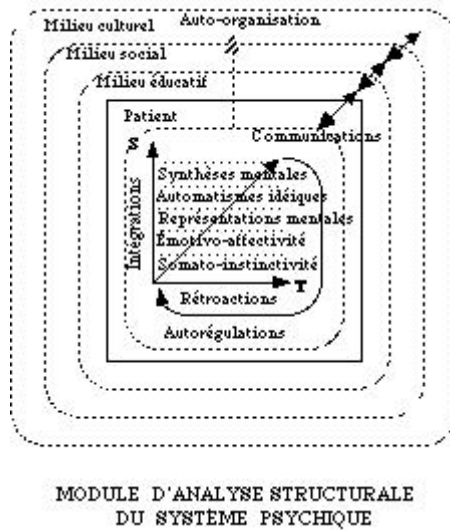 Auto-organisation
Milieu culturel
Milieu social
Milieu éducatif
Patient
Communications
S
Synthèses mentales
Automatismes idéiques
Représentations mentales
Émotivo-affectivité
Somato-instinctivité
Intégrations
T
Rétroactions
Autorégulations
MODULE D'ANALYSE STRUCTURALE
DU SYSTÈME PSYCHIQUE